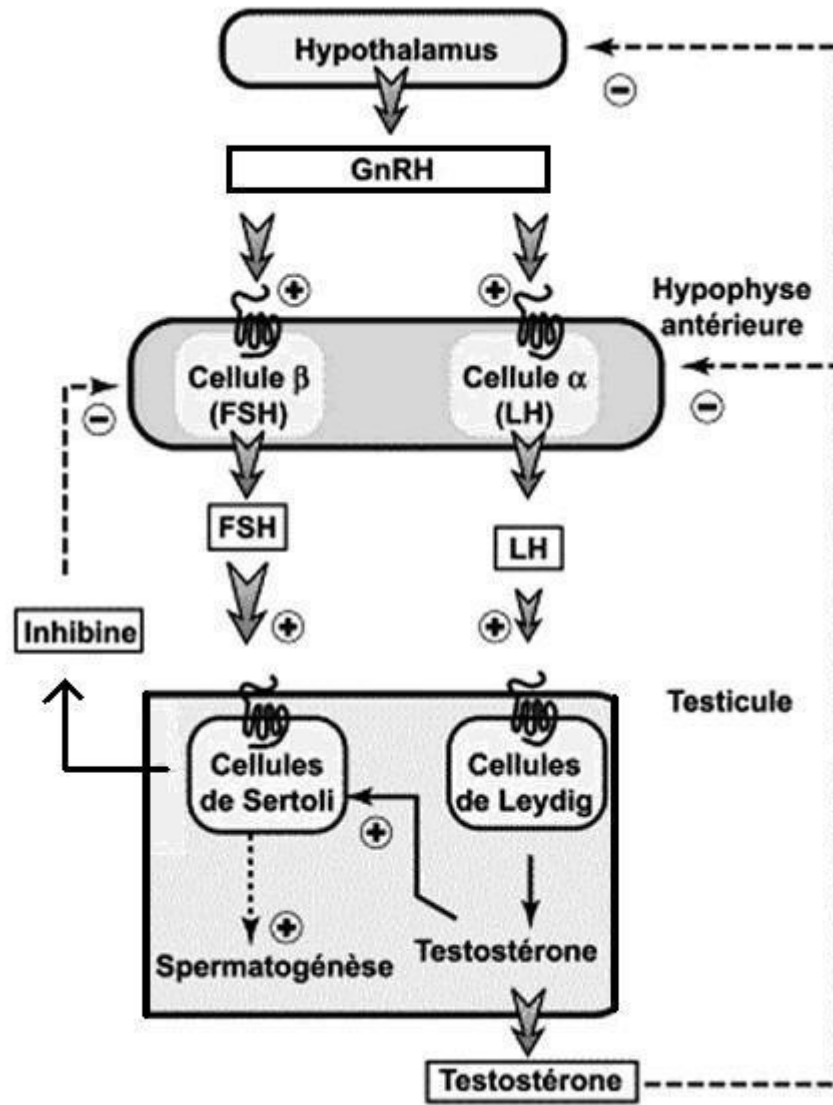 Hypothalamus
−
GnRH
+
+
Hypophyse
antérieure
Cellule β
(FSH)
Cellule α
(LH)
−
−
FSH
LH
Inhibine
+
+
Testicule
Cellules
de Sertoli
Cellules
de Leydig
+
+
Spermatogénèse
Testostérone
Testostérone